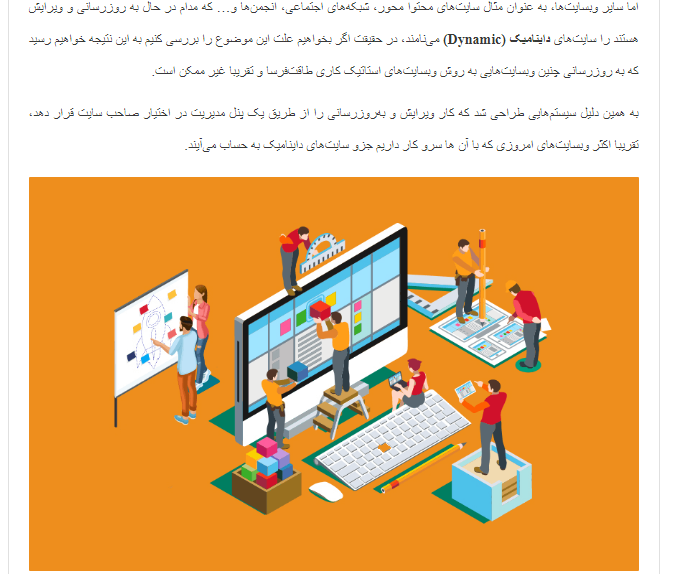 اما سایر وبسایت‌ها، به عنوان مثال سایت‌های محتوا محور، شبکه‌های اجتماعی، انجمن‌ها و… که مدام در حال به روزرسانی و ویرایش
هستند را سایت‌های داینامیک (Dynamic) می‌نامند، در حقیقت اگر بخواهیم علت این موضوع را بررسی کنیم به این نتیجه خواهیم رسید
که به روزرسانی چنین وبسایت‌هایی به روش وبسایت‌های استاتیک کاری طاقت‌فرسا و تقریبا غیر ممکن است.
به همین دلیل سیستم‌هایی طراحی شد که کار ویرایش و به‌روزرسانی را از طریق یک پنل مدیریت در اختیار صاحب سایت قرار دهد،
تقریبا اکثر وبسایت‌های امروزی که با آن ها سرو کار داریم جزو سایت‌های داینامیک به حساب می‌آیند.